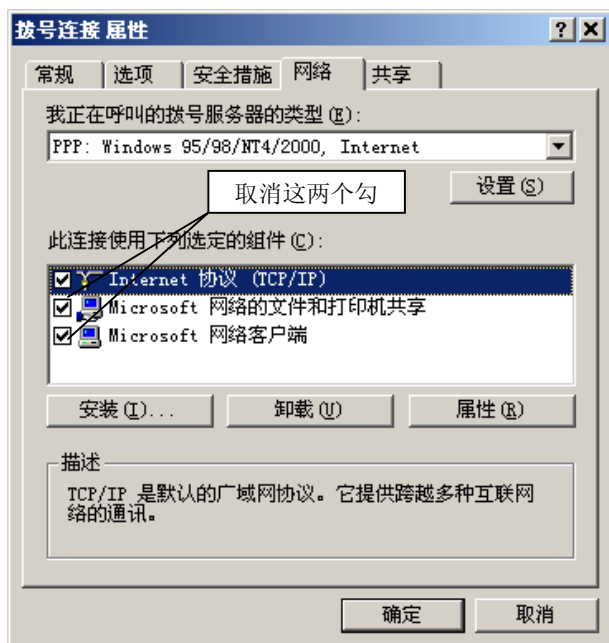 拨号连接 属性
常规 选项 安全措施 网络 共享
我正在呼叫的拨号服务器的类型(E):
PPP: Windows 95/98/NT4/2000, Internet
设置(S)
取消这两个勾
此连接使用下列选定的组件(C):
Internet 协议 (TCP/IP)
Microsoft 网络的文件和打印机共享
Microsoft 网络客户端
安装(I)... 卸载(U) 属性(R)
描述
TCP/IP 是默认的广域网协议。它提供跨越多种互联网
络的通讯。
确定 取消